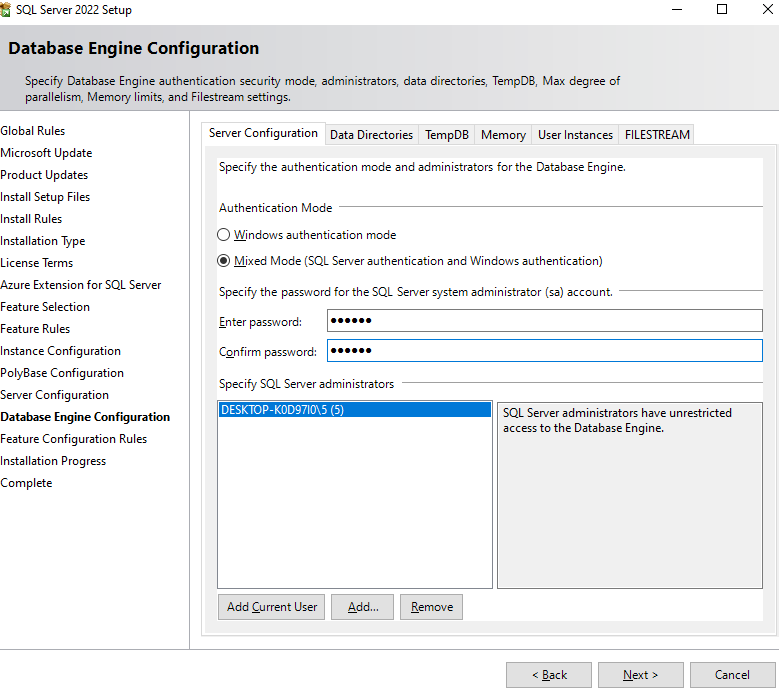 SQL Server 2022 Setup
Database Engine Configuration
Specify Database Engine authentication security mode, administrators, data directories, TempDB, Max degree of
parallelism, Memory limits, and Filestream settings.
Global Rules
Microsoft Update
Product Updates
Install Setup Files
Install Rules
Installation Type
License Terms
Azure Extension for SQL Server
Feature Selection
Feature Rules
Instance Configuration
PolyBase Configuration
Server Configuration
Database Engine Configuration
Feature Configuration Rules
Installation Progress
Complete
Server Configuration Data Directories TempDB Memory User Instances FILESTREAM
Specify the authentication mode and administrators for the Database Engine.
Authentication Mode
Windows authentication mode
Mixed Mode (SQL Server authentication and Windows authentication)
Specify the password for the SQL Server system administrator (sa) account.
Enter password: ●●●●●●
Confirm password: ●●●●●●
Specify SQL Server administrators
DESKTOP-K0D97I0\5 (5)
SQL Server administrators have unrestricted
access to the Database Engine.
Add Current User Add... Remove
< Back Next > Cancel